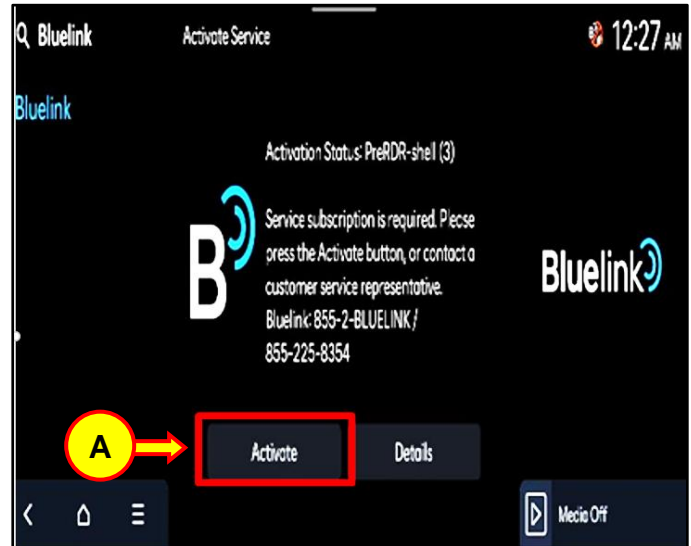 Bluelink
Activate Service
12:27 AM
Bluelink
Activation Status: PreRDR-shell (3)
Service subscription is required. Please
press the Activate button, or contact a
customer service representative.
Bluelink: 855-2-BLUELINK /
855-225-8354
B
Bluelink
A
Activate
Details
Media Off